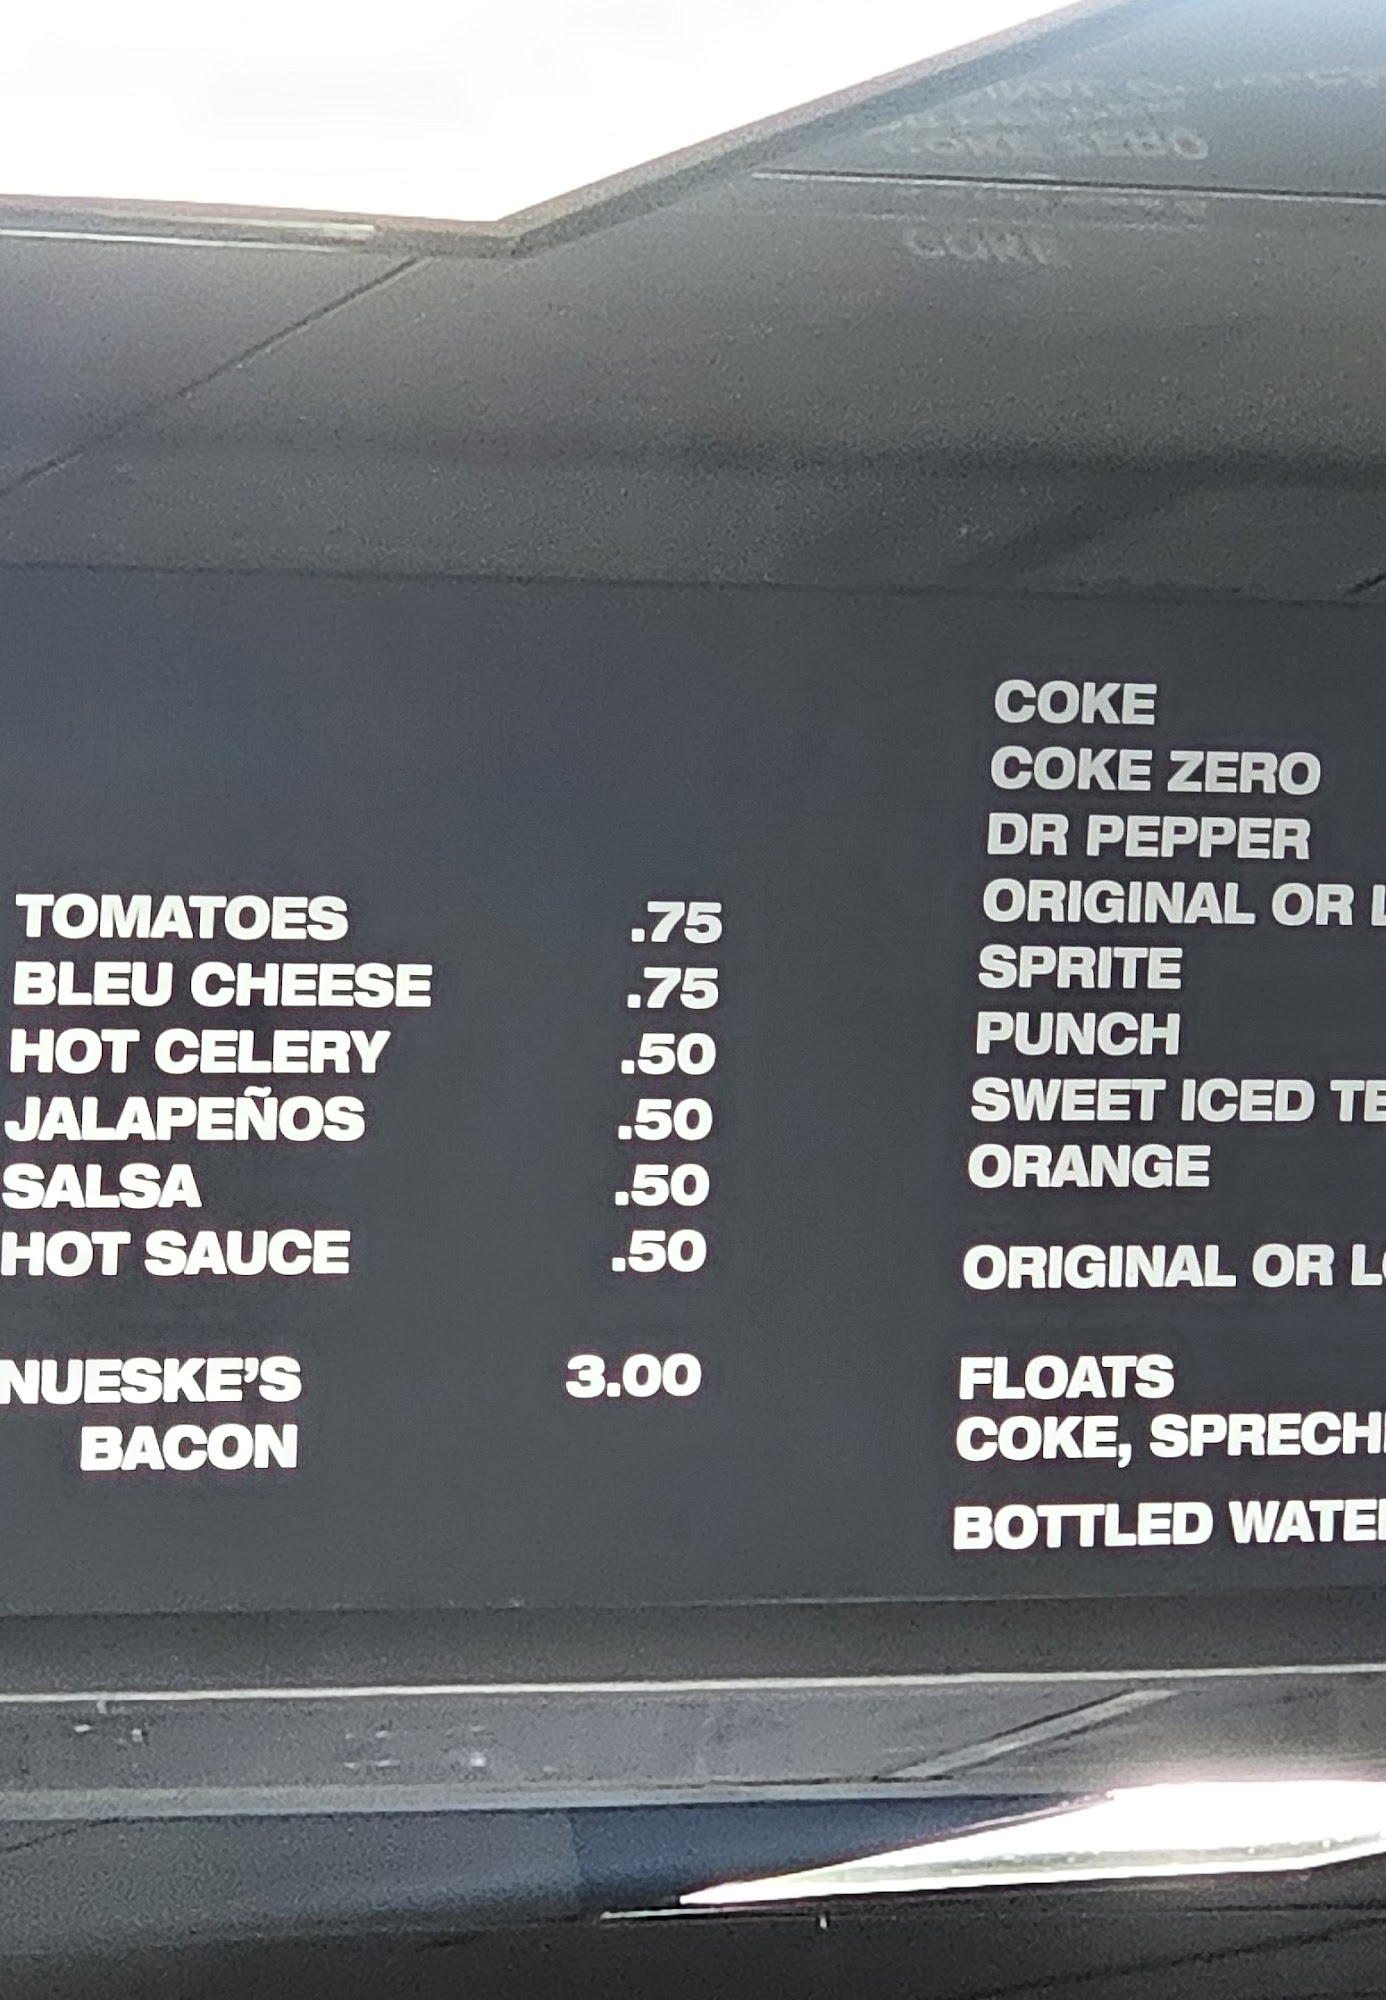 TOMATOES .75
BLEU CHEESE .75
HOT CELERY .50
JALAPEÑOS .50
SALSA .50
HOT SAUCE .50
NUESKE'S 3.00
BACON
COKE
COKE ZERO
DR PEPPER
ORIGINAL OR
SPRITE
PUNCH
SWEET ICED
ORANGE
ORIGINAL OR
FLOATS
COKE,
BOTTLED